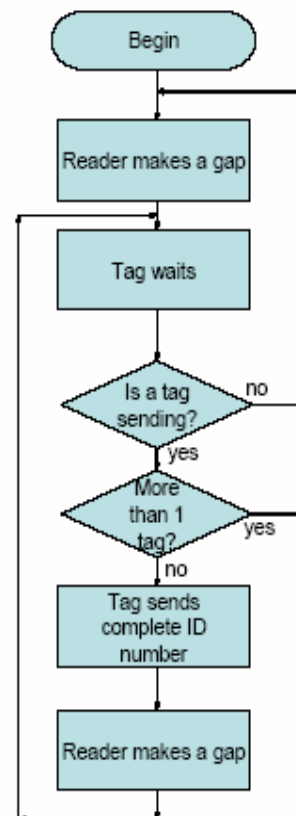 Begin
Reader makes a gap
Tag waits
Is a tag
sending?
no
yes
More
than 1
tag?
yes
no
Tag sends
complete ID
number
Reader makes a gap